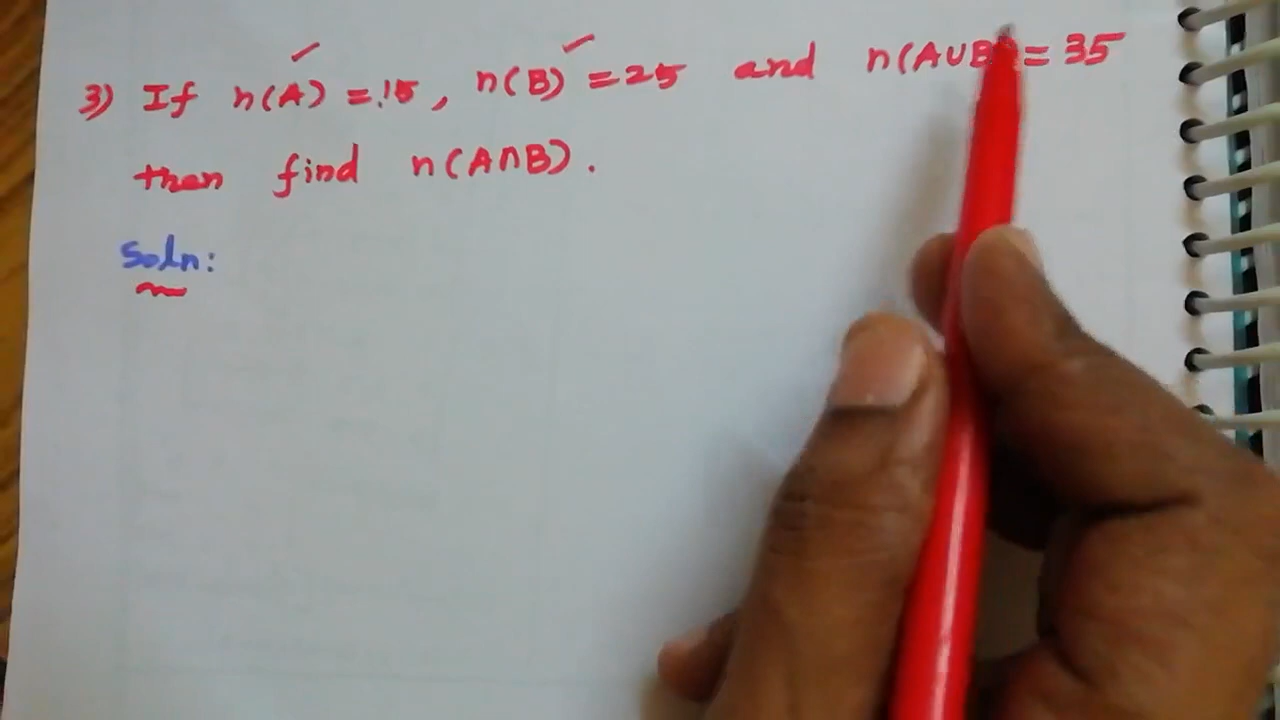 3) If n(A) = 15, n(B) = 25 and n(AUB) = 35
then find n(A∩B).
Soln: